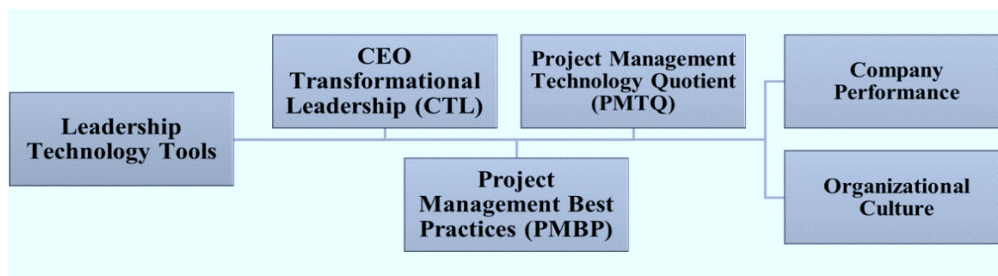 Leadership
Technology Tools
CEO
Transformational
Leadership (CTL)
Project Management
Technology Quotient
(PMTQ)
Project
Management Best
Practices (PMBP)
Company
Performance
Organizational
Culture